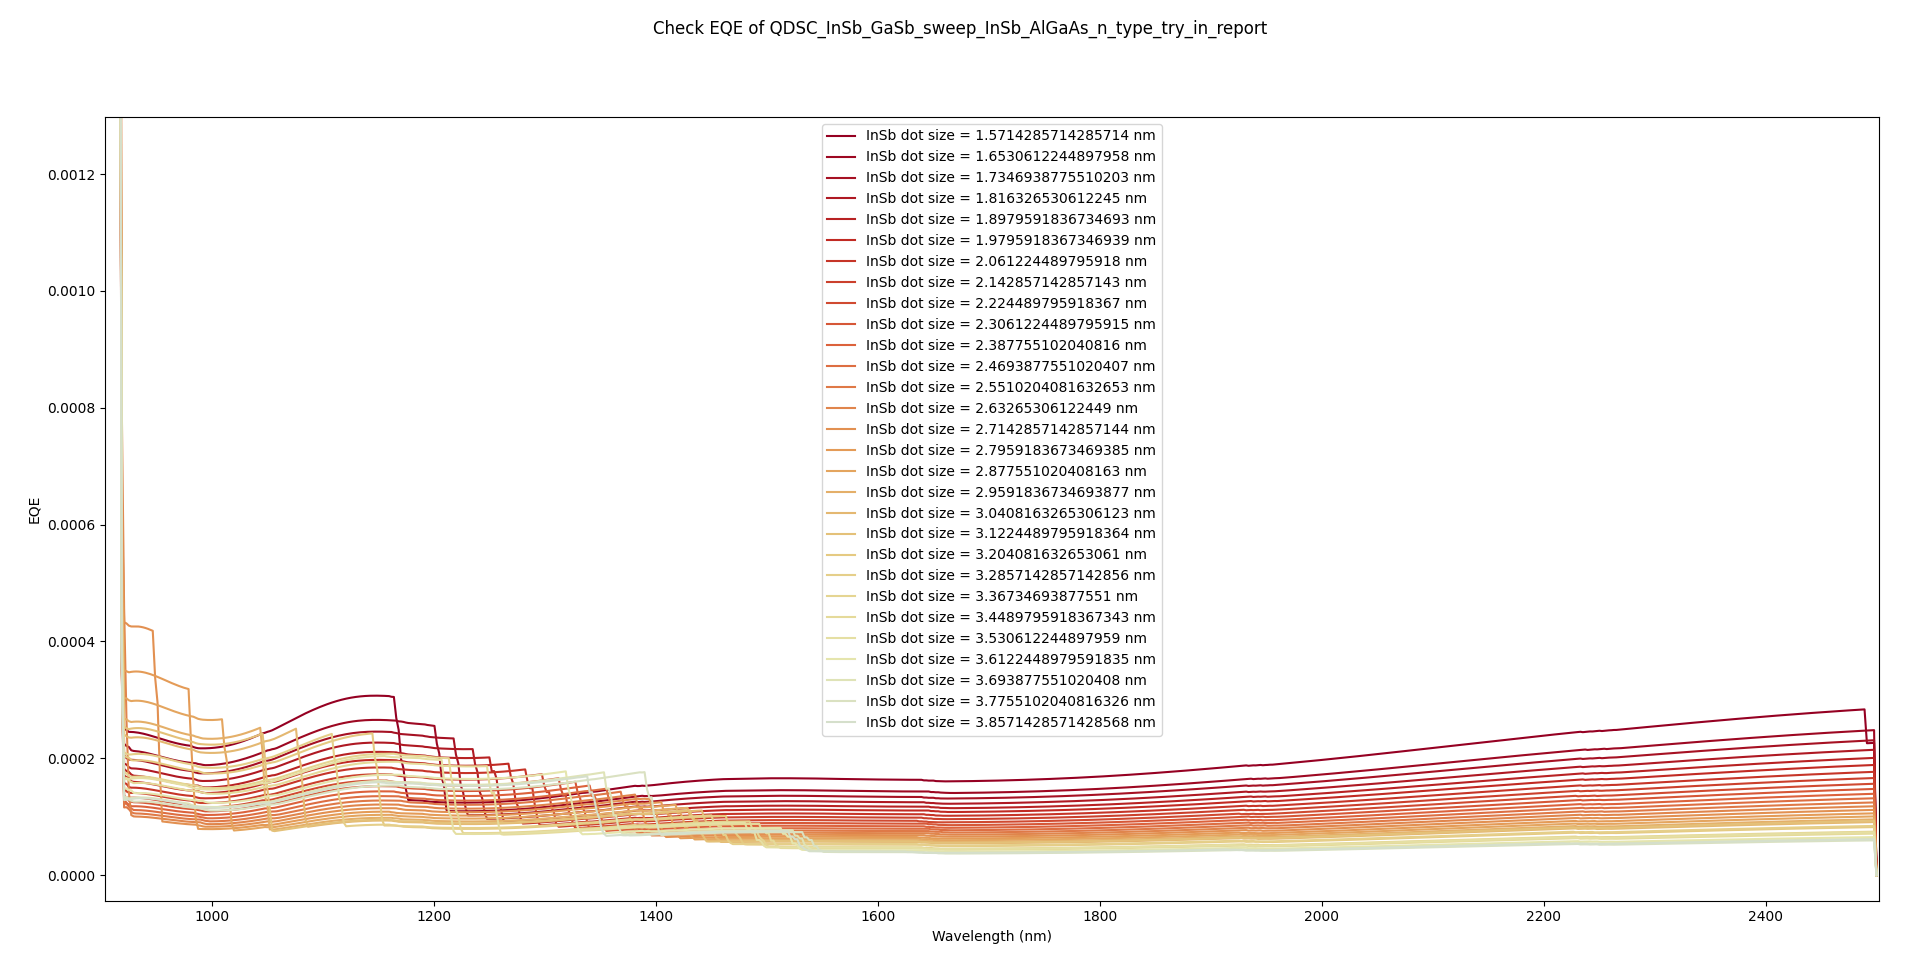 Check EQE of QDSC_InSb_GaSb_sweep_InSb_AlGaAs_n_type_try_in_report
InSb dot size = 1.5714285714285714 nm
InSb dot size = 1.6530612244897958 nm
InSb dot size = 1.7346938775510203 nm
InSb dot size = 1.816326530612245 nm
InSb dot size = 1.8979591836734693 nm
InSb dot size = 1.9795918367346939 nm
InSb dot size = 2.061224489795918 nm
InSb dot size = 2.142857142857143 nm
InSb dot size = 2.224489795918367 nm
InSb dot size = 2.3061224489795915 nm
InSb dot size = 2.387755102040816 nm
InSb dot size = 2.4693877551020407 nm
InSb dot size = 2.5510204081632653 nm
InSb dot size = 2.63265306122449 nm
InSb dot size = 2.7142857142857144 nm
InSb dot size = 2.7959183673469385 nm
InSb dot size = 2.877551020408163 nm
InSb dot size = 2.9591836734693877 nm
InSb dot size = 3.0408163265306123 nm
InSb dot size = 3.1224489795918364 nm
InSb dot size = 3.204081632653061 nm
InSb dot size = 3.2857142857142856 nm
InSb dot size = 3.36734693877551 nm
InSb dot size = 3.4489795918367343 nm
InSb dot size = 3.530612244897959 nm
InSb dot size = 3.6122448979591835 nm
InSb dot size = 3.693877551020408 nm
InSb dot size = 3.7755102040816326 nm
InSb dot size = 3.8571428571428568 nm
0.0012
0.0010
0.0008
0.0006
0.0004
0.0002
0.0000
EQE
1000 1200 1400 1600 1800 2000 2200 2400
Wavelength (nm)